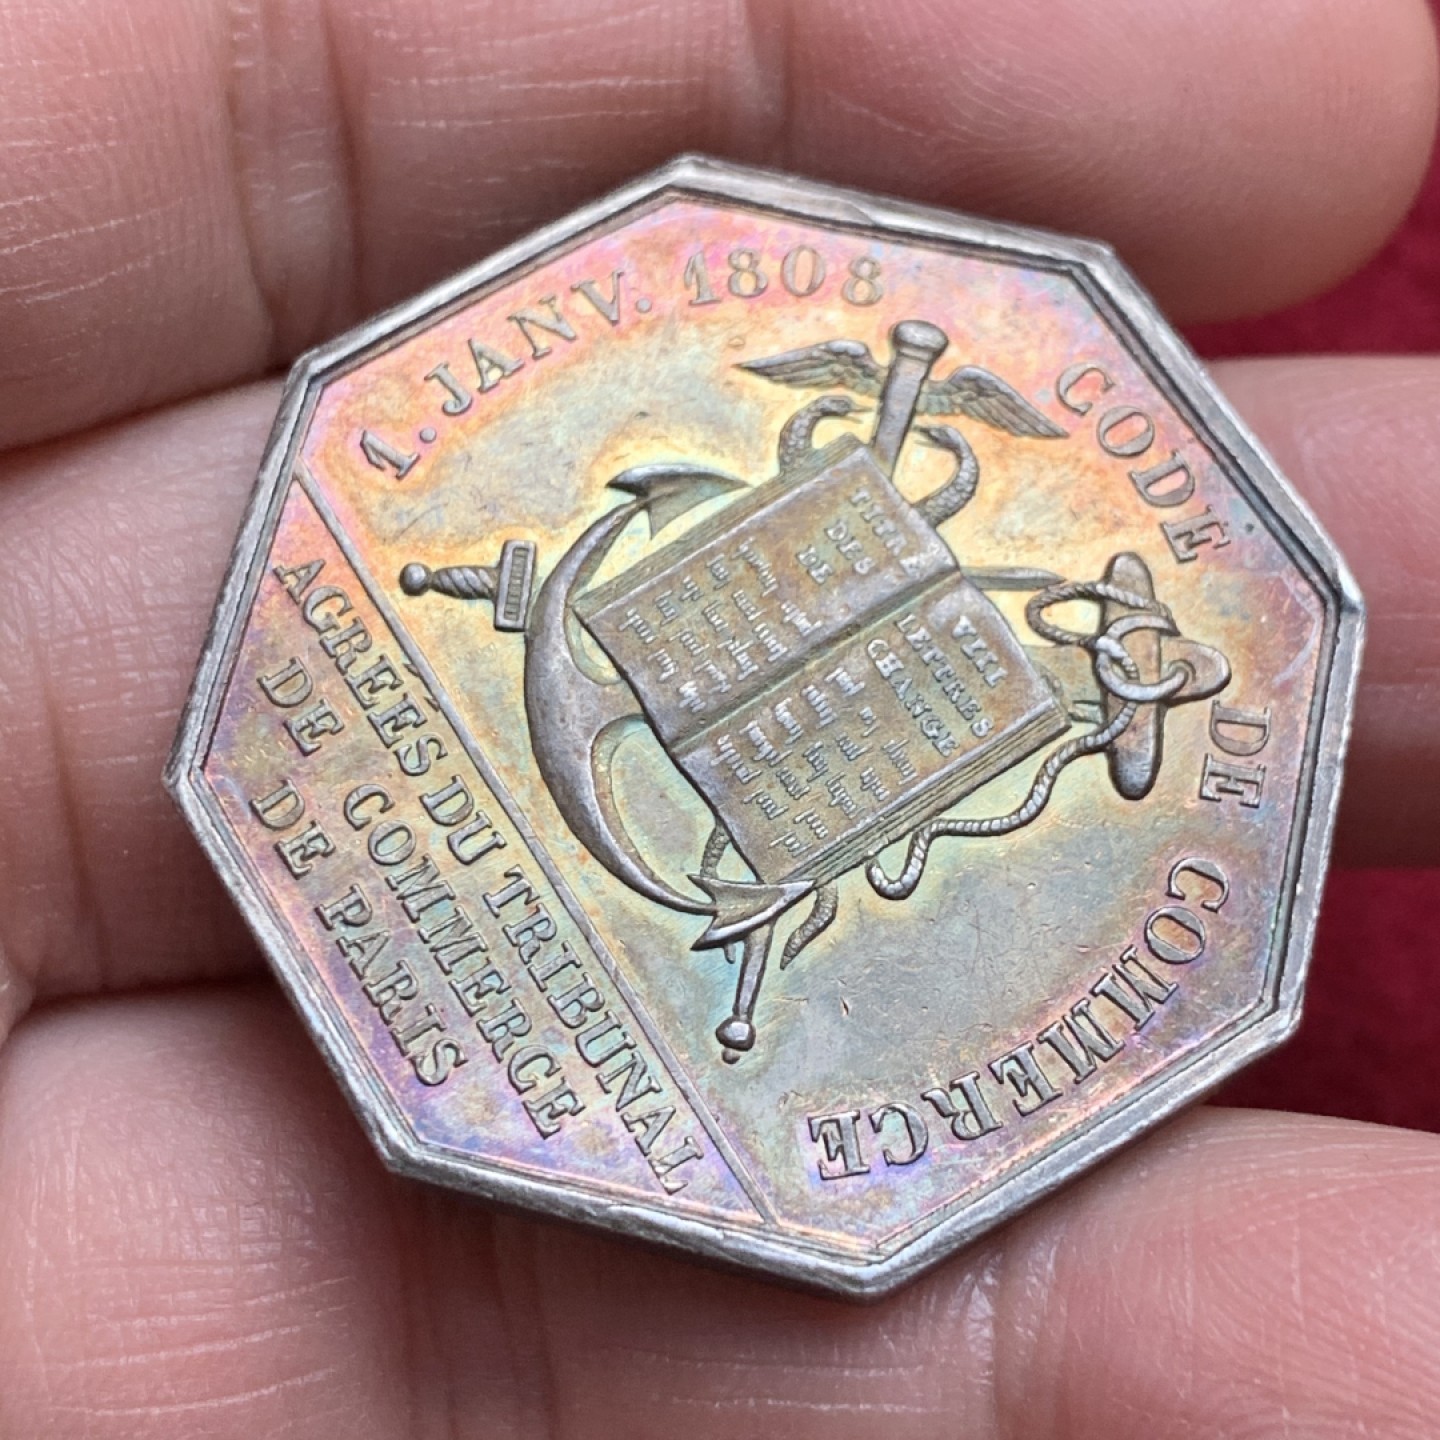 1. JANV. 1808
CODE DE COMMERCE
TITRE
DES
DE
VIII
LETTRES
CHANGE
AGRÉÉS DU TRIBUNAL
DE COMMERCE
DE PARIS